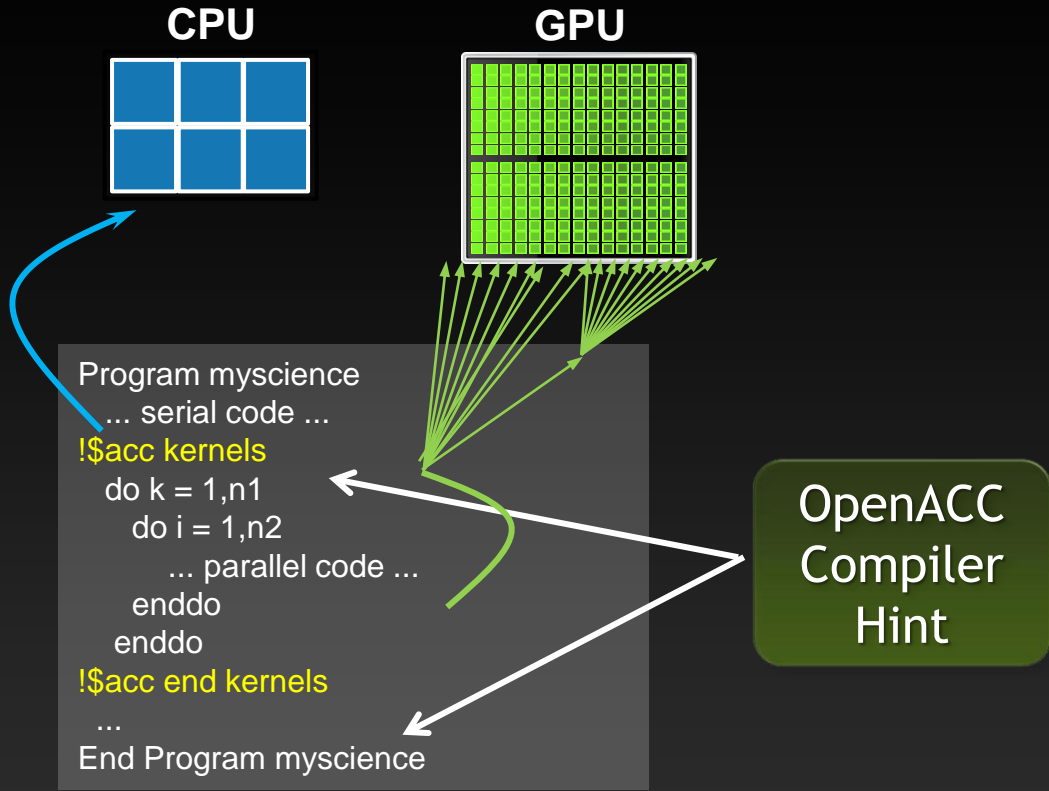 CPU
GPU
Program myscience
... serial code ...
!$acc kernels
do k = 1,n1
do i = 1,n2
... parallel code ...
enddo
enddo
!$acc end kernels
...
End Program myscience
OpenACC
Compiler
Hint